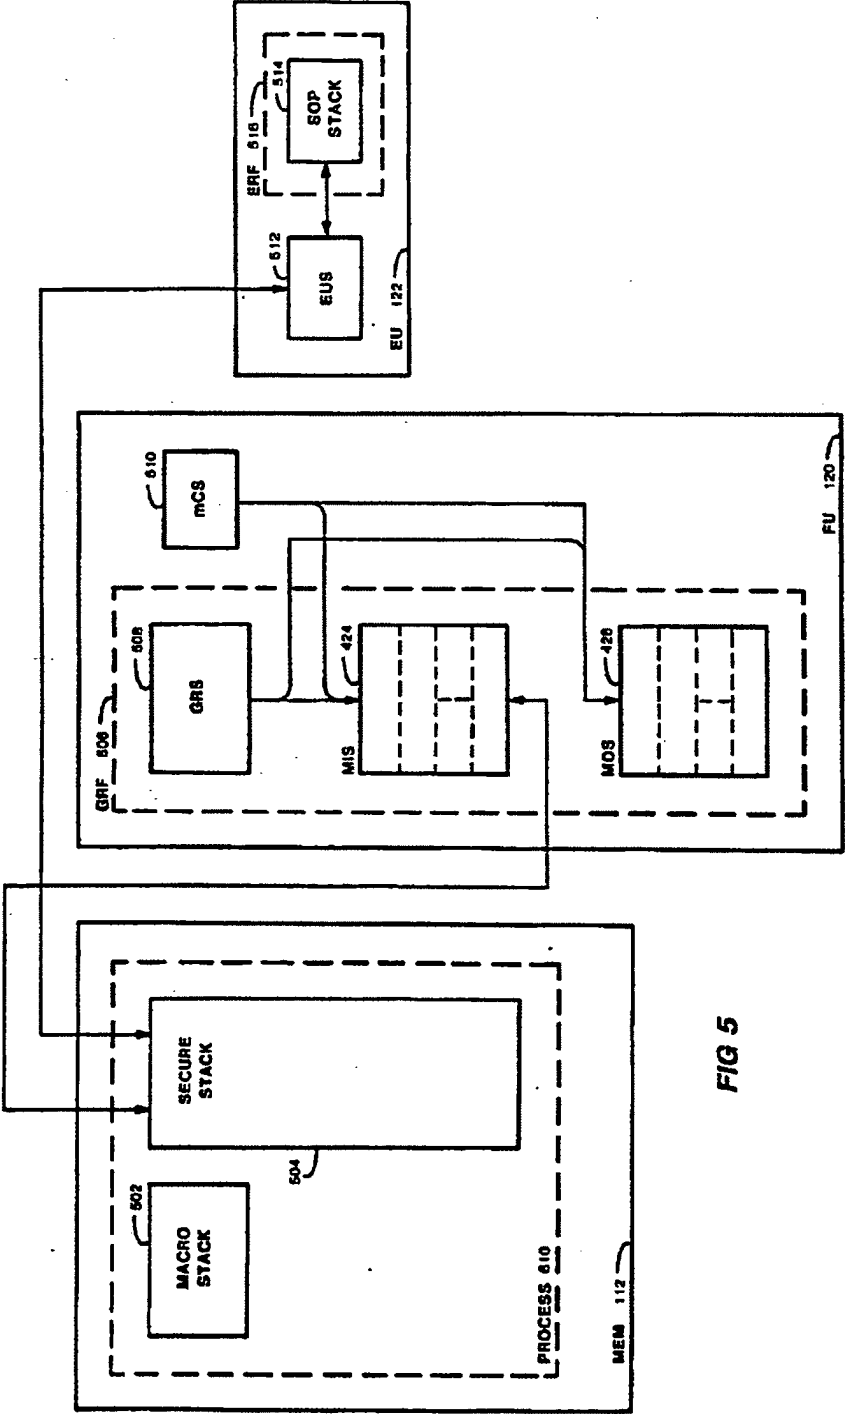 MACRO
STACK
502
SECURE
STACK
504
PROCESS 610
MEM 112
GRF 506
GRS
508
mCS
510
MIS
424
MOS
426
FU 120
EUS
512
ERF 516
SOP
STACK
514
EU 122
FIG 5